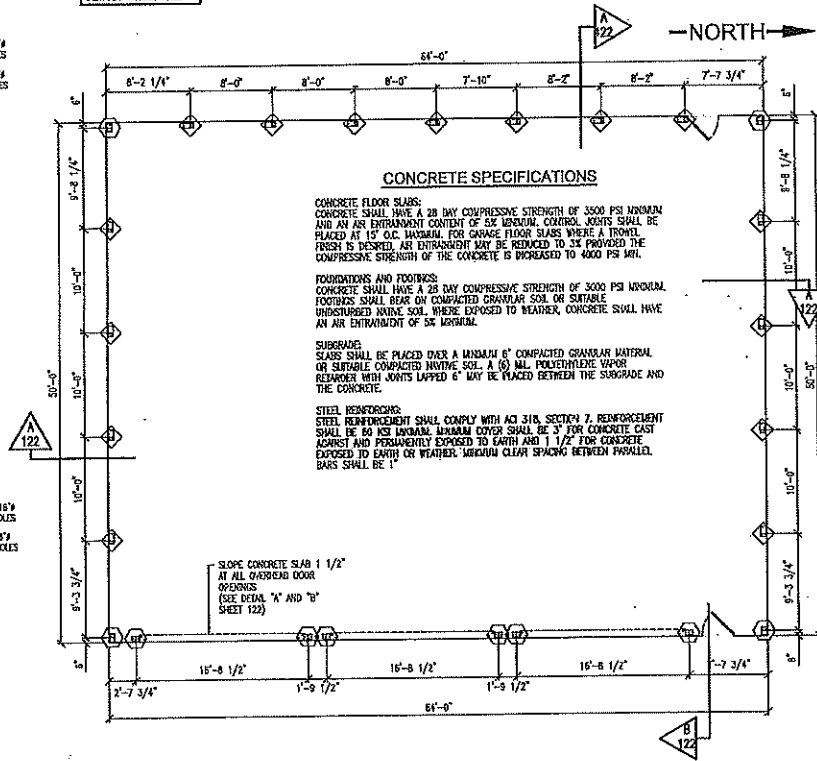 A
122
NORTH
64'-0"
8'-2 1/4" 8'-0" 8'-0" 8'-0" 7'-10" 8'-2" 8'-2" 7'-7 3/4"
CONCRETE SPECIFICATIONS
CONCRETE FLOOR SLABS:
CONCRETE SHALL HAVE A 28 DAY COMPRESSIVE STRENGTH OF 3500 PSI MINIMUM
AND AN AIR ENTRAINMENT CONTENT OF 5% MINIMUM. CONTROL JOINTS SHALL BE
PLACED AT 15' O.C. MAXIMUM. FOR GARAGE FLOOR SLABS WHERE A TROWEL
FINISH IS DESIRED, AIR ENTRAINMENT MAY BE REDUCED TO 3% PROVIDED THE
COMPRESSIVE STRENGTH OF THE CONCRETE IS INCREASED TO 4000 PSI MIN.
FOUNDATIONS AND FOOTINGS:
CONCRETE SHALL HAVE A 28 DAY COMPRESSIVE STRENGTH OF 3000 PSI MINIMUM.
FOOTINGS SHALL BEAR ON COMPACTED GRANULAR SOIL OR SUITABLE
UNDISTURBED NATIVE SOIL. WHERE EXPOSED TO WEATHER, CONCRETE SHALL HAVE
AN AIR ENTRAINMENT OF 5% MINIMUM.
SUBGRADE:
SLABS SHALL BE PLACED OVER A MINIMUM 6" COMPACTED GRANULAR MATERIAL
OR SUITABLE COMPACTED NATIVE SOIL. A (6) MIL. POLYETHYLENE VAPOR
RETARDER WITH JOINTS LAPPED 6" MAY BE PLACED BETWEEN THE SUBGRADE AND
THE CONCRETE.
STEEL REINFORCING:
STEEL REINFORCEMENT SHALL COMPLY WITH ACI 318, SECTION 7. REINFORCEMENT
SHALL BE 60 KSI MINIMUM. MINIMUM COVER SHALL BE 3" FOR CONCRETE CAST
AGAINST AND PERMANENTLY EXPOSED TO EARTH AND 1 1/2" FOR CONCRETE
EXPOSED TO EARTH OR WEATHER. MINIMUM CLEAR SPACING BETWEEN PARALLEL
BARS SHALL BE 1"
9'-8 1/4"
10'-0"
10'-0"
10'-0"
9'-3 3/4"
50'-0"
A
122
9'-8 1/4"
10'-0"
10'-0"
10'-0"
9'-3 3/4"
50'-0"
A
122
SLOPE CONCRETE SLAB 1 1/2"
AT ALL OVERHEAD DOOR
OPENINGS
(SEE DETAIL "A" AND "B"
SHEET 122)
2'-7 3/4" 16'-8 1/2" 1'-9 1/2" 16'-8 1/2" 1'-9 1/2" 16'-8 1/2" -7 3/4"
64'-0"
B
122